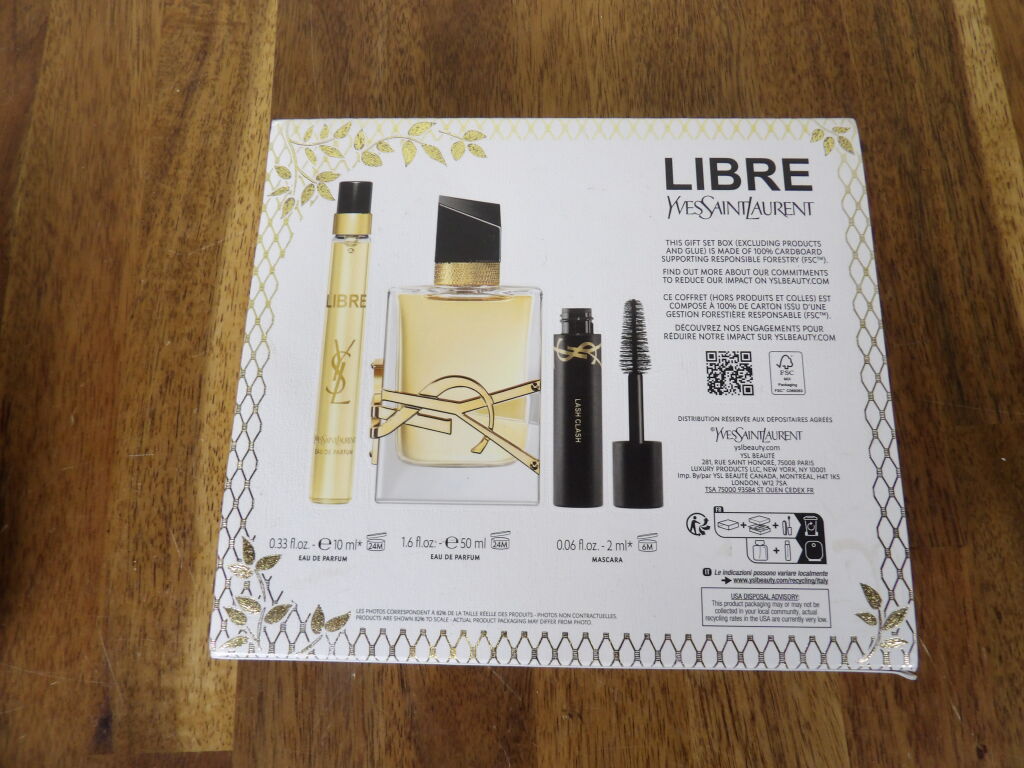 LIBRE
YVESSAINTLAURENT
THIS GIFT SET BOX (EXCLUDING PRODUCTS
AND GLUE) IS MADE OF 100% CARDBOARD
SUPPORTING RESPONSIBLE FORESTRY (FSC™).
FIND OUT MORE ABOUT OUR COMMITMENTS
TO REDUCE OUR IMPACT ON YSLBEAUTY.COM
CE COFFRET (HORS PRODUITS ET COLLES) EST
COMPOSÉ À 100% DE CARTON ISSU D'UNE
GESTION FORESTIÈRE RESPONSABLE (FSC™).
DÉCOUVREZ NOS ENGAGEMENTS POUR
RÉDUIRE NOTRE IMPACT SUR YSLBEAUTY.COM
FSC
MIX
Packaging
DISTRIBUTION RÉSERVÉE AUX DÉPOSITAIRES AGRÉÉS
©YVESSAINTLAURENT
yslbeauty.com
YSL BEAUTÉ
281, RUE SAINT HONORÉ, 75008 PARIS
LUXURY PRODUCTS LLC, NEW YORK, NY 10001
Imp. By/par YSL BEAUTÉ CANADA, MONTREAL, H4T 1K5
LONDON, W12 7SA
TSA 75000 93584 ST OUEN CEDEX FR
FR
IT Le indicazioni possono variare localmente
www.yslbeauty.com/recycling/italy
USA DISPOSAL ADVISORY:
This product packaging may or may not be
collected in your local community, actual
recycling rates in the USA are currently very low.
LIBRE
YSL
YVESSAINTLAURENT
EAU DE PARFUM
LASH CLASH
0.33 fl.oz. - e 10 ml* 24M
EAU DE PARFUM
1.6 fl.oz.- e 50 ml 24M
EAU DE PARFUM
0.06 fl.oz. - 2 ml* 6M
MASCARA
LES PHOTOS CORRESPONDENT À 82% DE LA TAILLE RÉELLE DES PRODUITS - PHOTOS NON CONTRACTUELLES.
PRODUCTS ARE SHOWN 82% TO SCALE - ACTUAL PRODUCT PACKAGING MAY DIFFER FROM PHOTO.